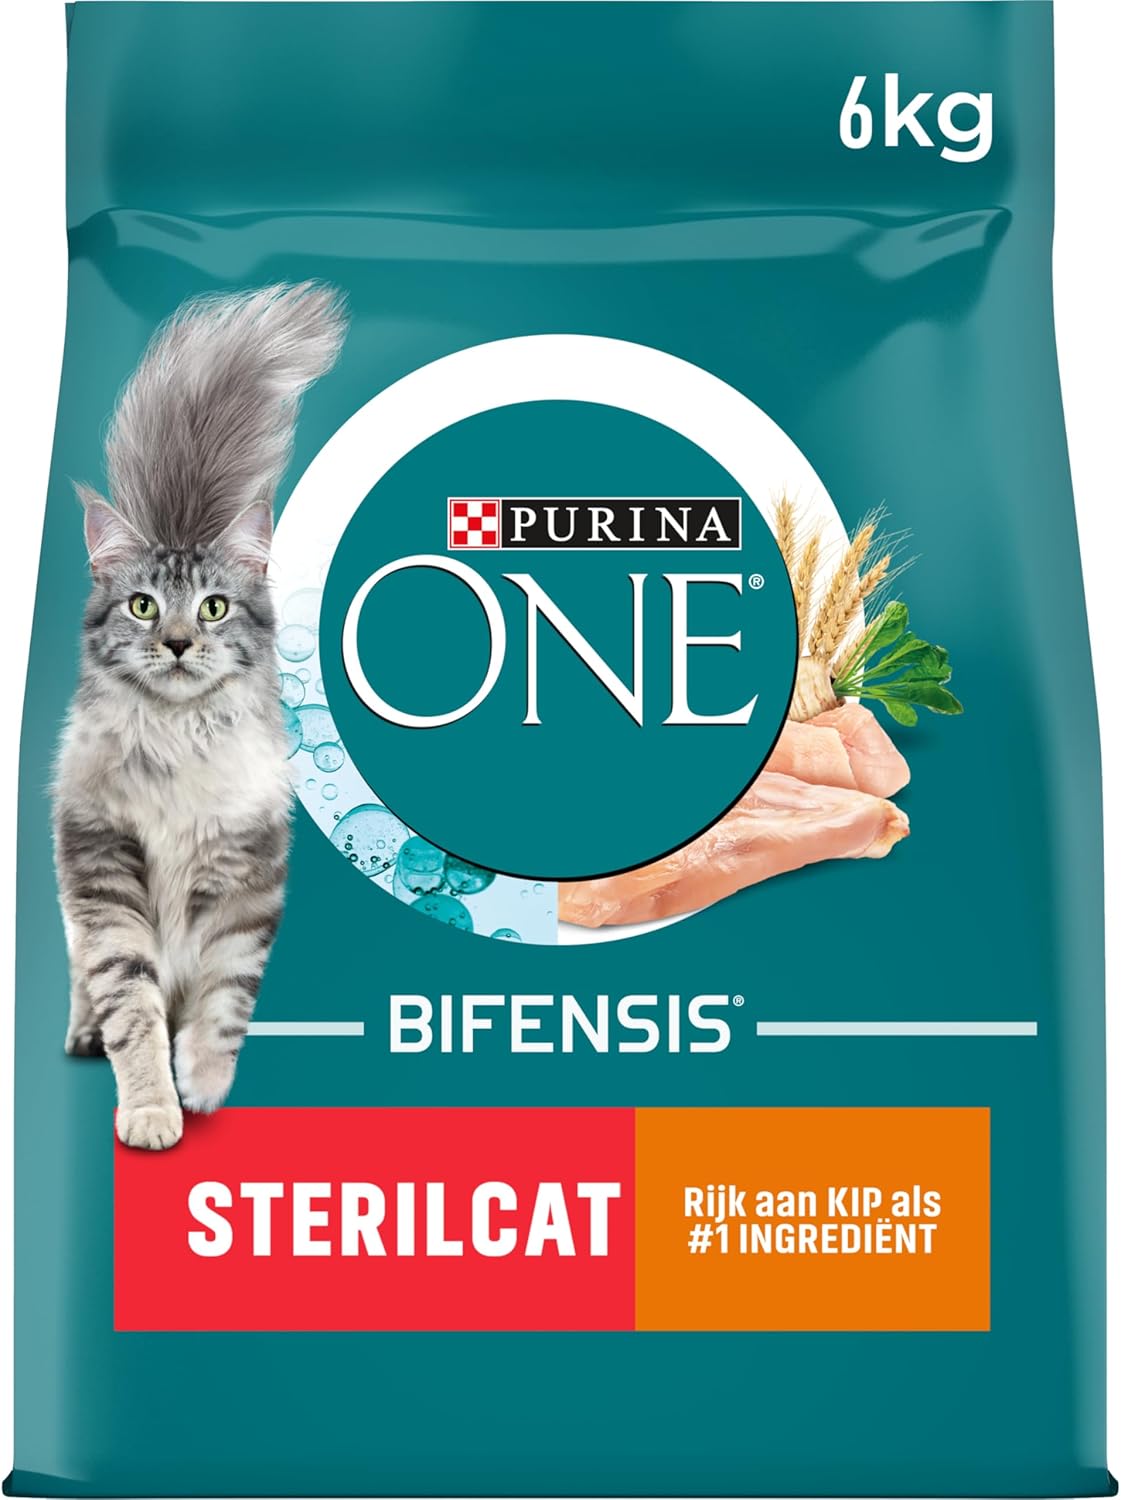 6kg
PURINA
ONE®
BIFENSIS®
STERILCAT
Rijk aan KIP als
#1 INGREDIËNT